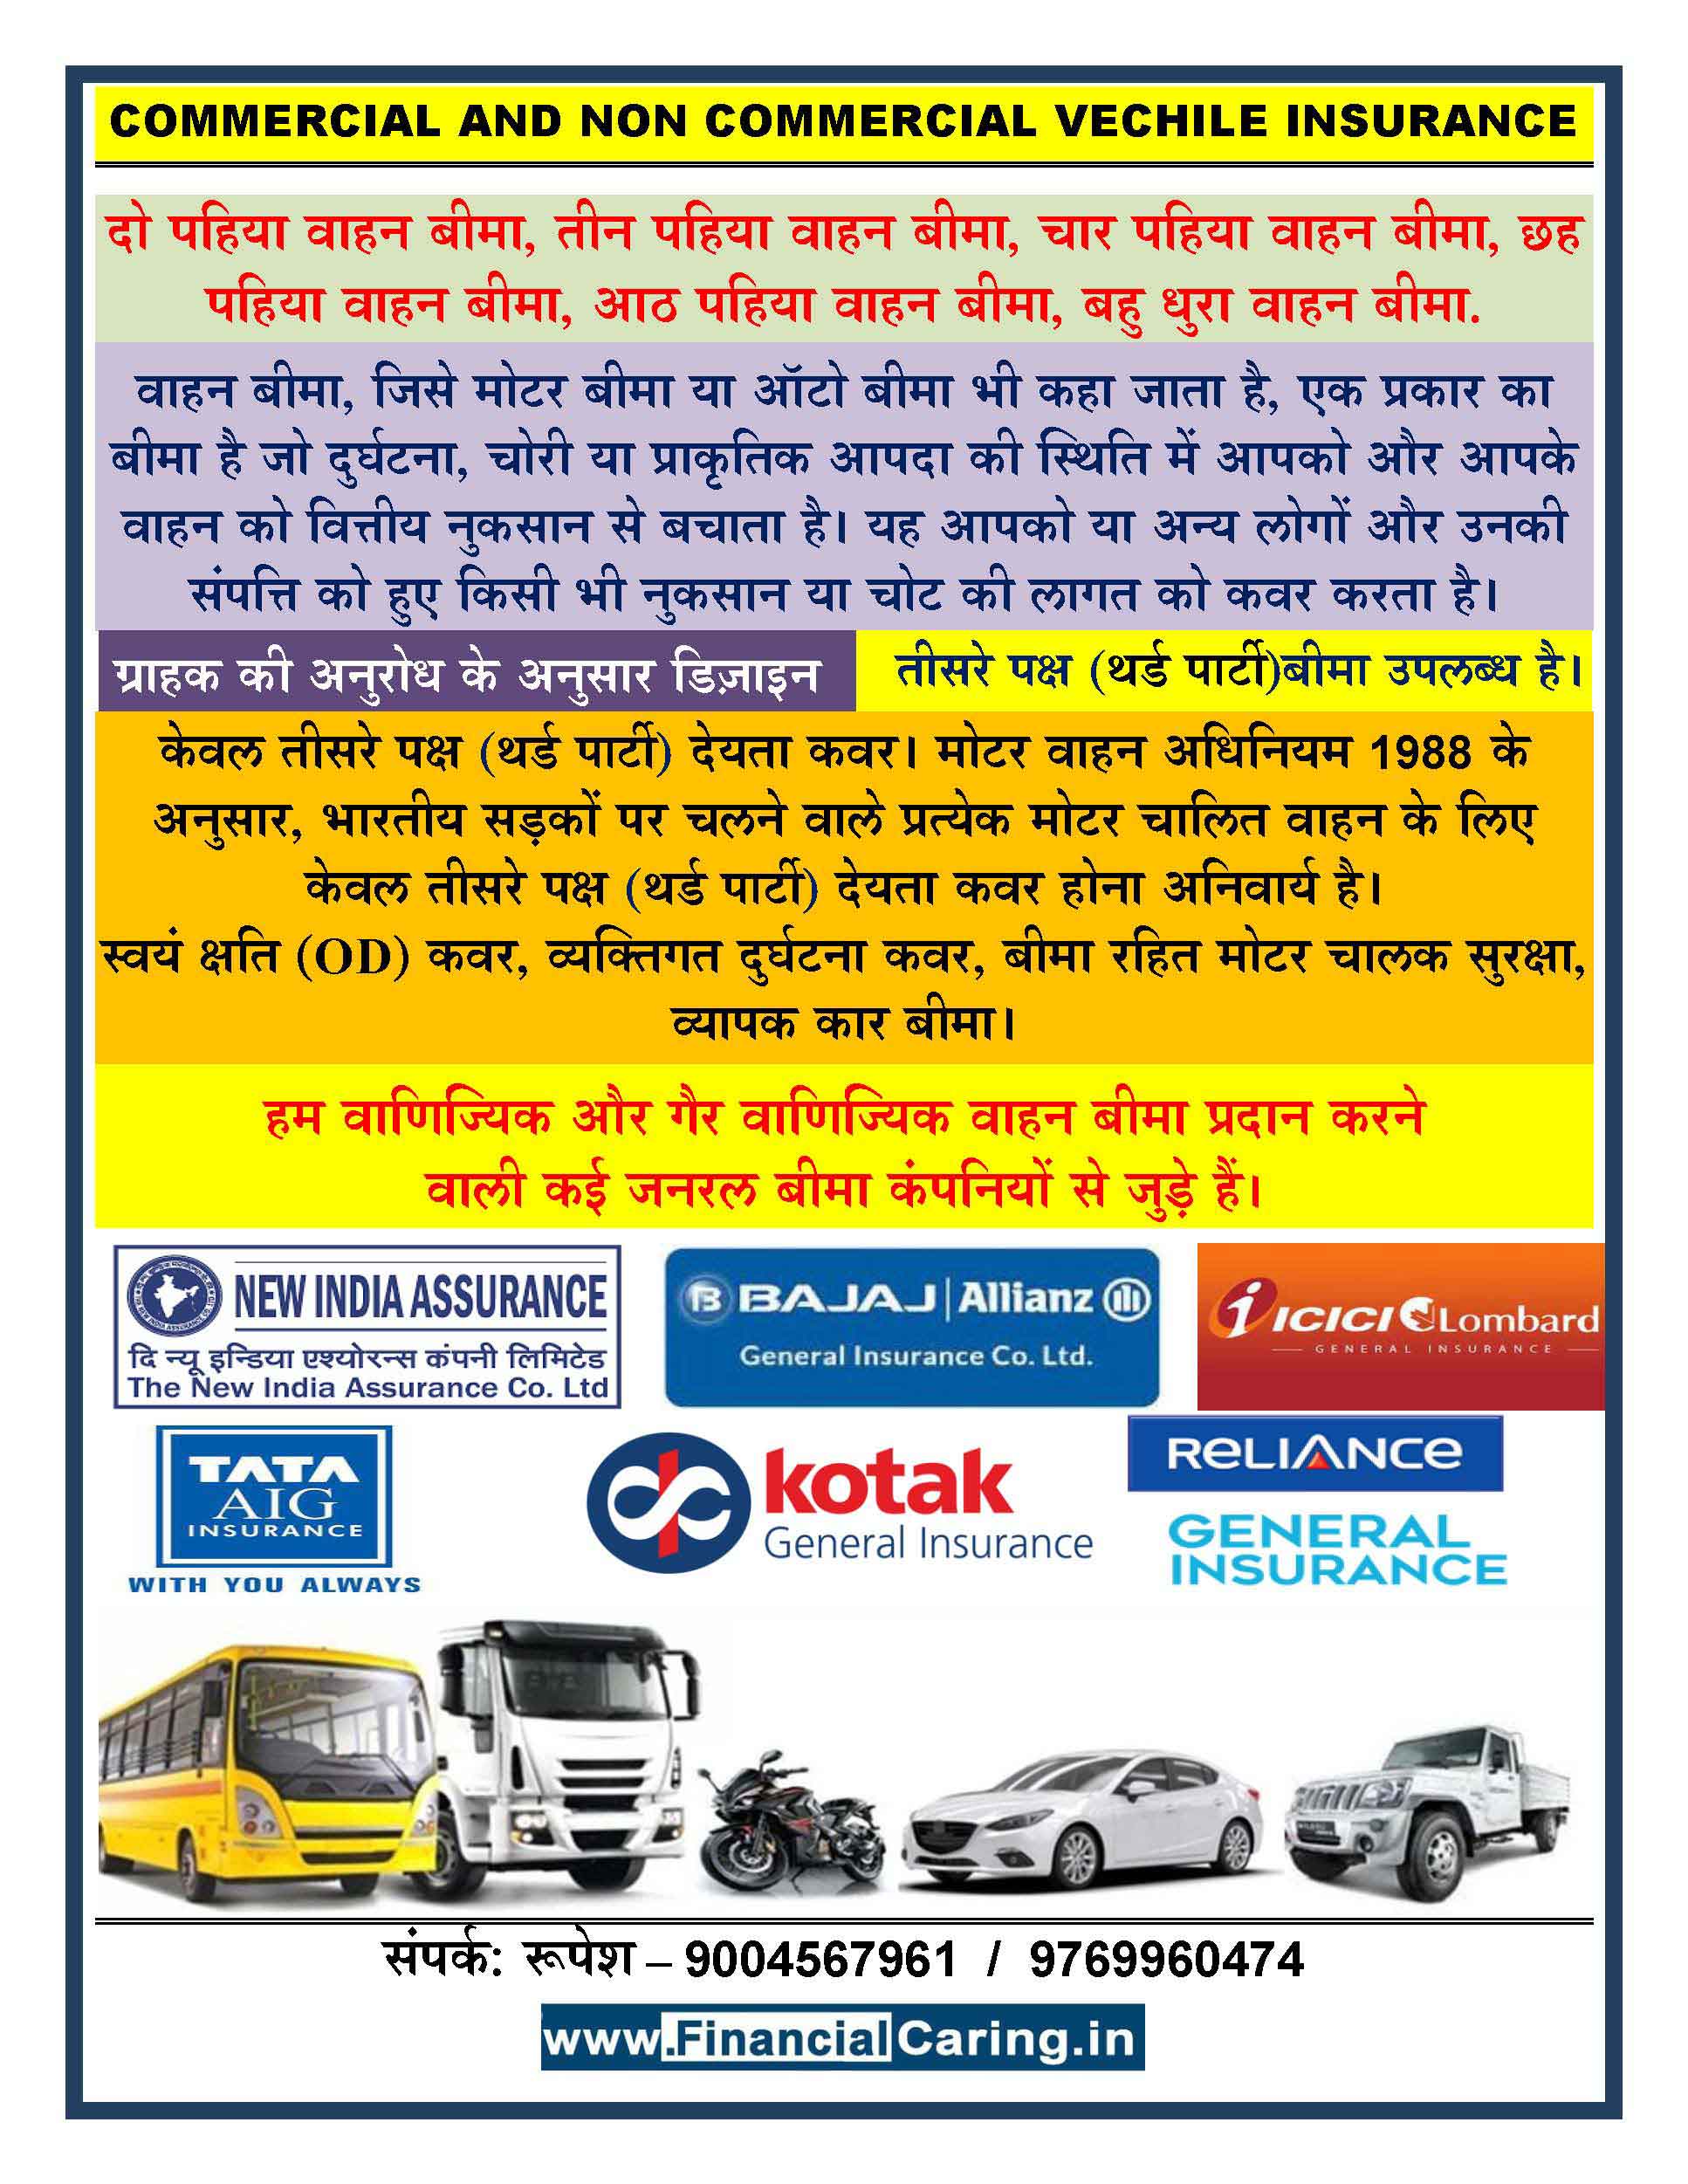 COMMERCIAL AND NON COMMERCIAL VECHILE INSURANCE
दो पहिया वाहन बीमा, तीन पहिया वाहन बीमा, चार पहिया वाहन बीमा, छह
पहिया वाहन बीमा, आठ पहिया वाहन बीमा, बहु धुरा वाहन बीमा.
वाहन बीमा, जिसे मोटर बीमा या ऑटो बीमा भी कहा जाता है, एक प्रकार का
बीमा है जो दुर्घटना, चोरी या प्राकृतिक आपदा की स्थिति में आपको और आपके
वाहन को वित्तीय नुकसान से बचाता है। यह आपको या अन्य लोगों और उनकी
संपत्ति को हुए किसी भी नुकसान या चोट की लागत को कवर करता है।
ग्राहक की अनुरोध के अनुसार डिज़ाइन
तीसरे पक्ष (थर्ड पार्टी)बीमा उपलब्ध है।
केवल तीसरे पक्ष (थर्ड पार्टी) देयता कवर। मोटर वाहन अधिनियम 1988 के
अनुसार, भारतीय सड़कों पर चलने वाले प्रत्येक मोटर चालित वाहन के लिए
केवल तीसरे पक्ष (थर्ड पार्टी) देयता कवर होना अनिवार्य है।
स्वयं क्षति (OD) कवर, व्यक्तिगत दुर्घटना कवर, बीमा रहित मोटर चालक सुरक्षा,
व्यापक कार बीमा।
हम वाणिज्यिक और गैर वाणिज्यिक वाहन बीमा प्रदान करने
वाली कई जनरल बीमा कंपनियों से जुड़े हैं।
NEW INDIA ASSURANCE
दि न्यू इन्डिया एश्योरन्स कंपनी लिमिटेड
The New India Assurance Co. Ltd
BAJAJ | Allianz
General Insurance Co. Ltd.
ICICI Lombard
GENERAL INSURANCE
TATA
AIG
INSURANCE
WITH YOU ALWAYS
kotak
General Insurance
RELIANCE
GENERAL
INSURANCE
संपर्क: रूपेश – 9004567961 / 9769960474
www.FinancialCaring.in